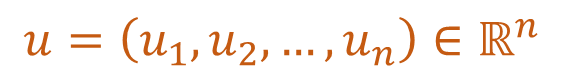 u = (u₁, u₂, ..., uₙ) ∈ ℝⁿ